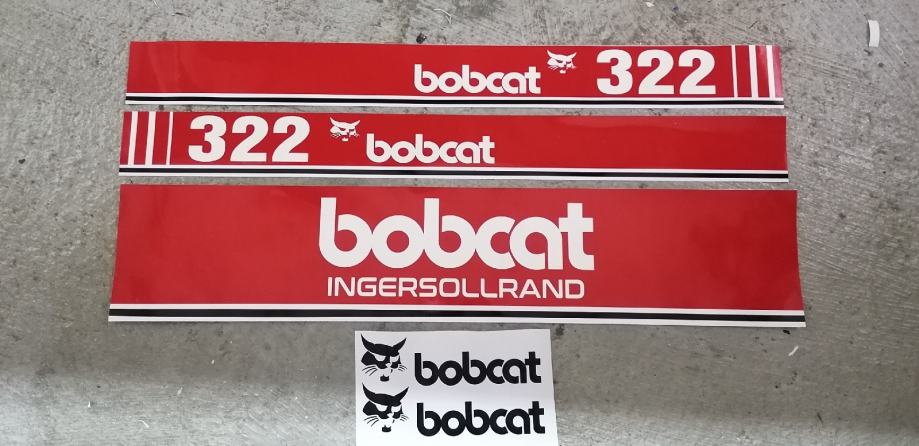 bobcat 322
322 bobcat
bobcat
INGERSOLLRAND
bobcat
bobcat